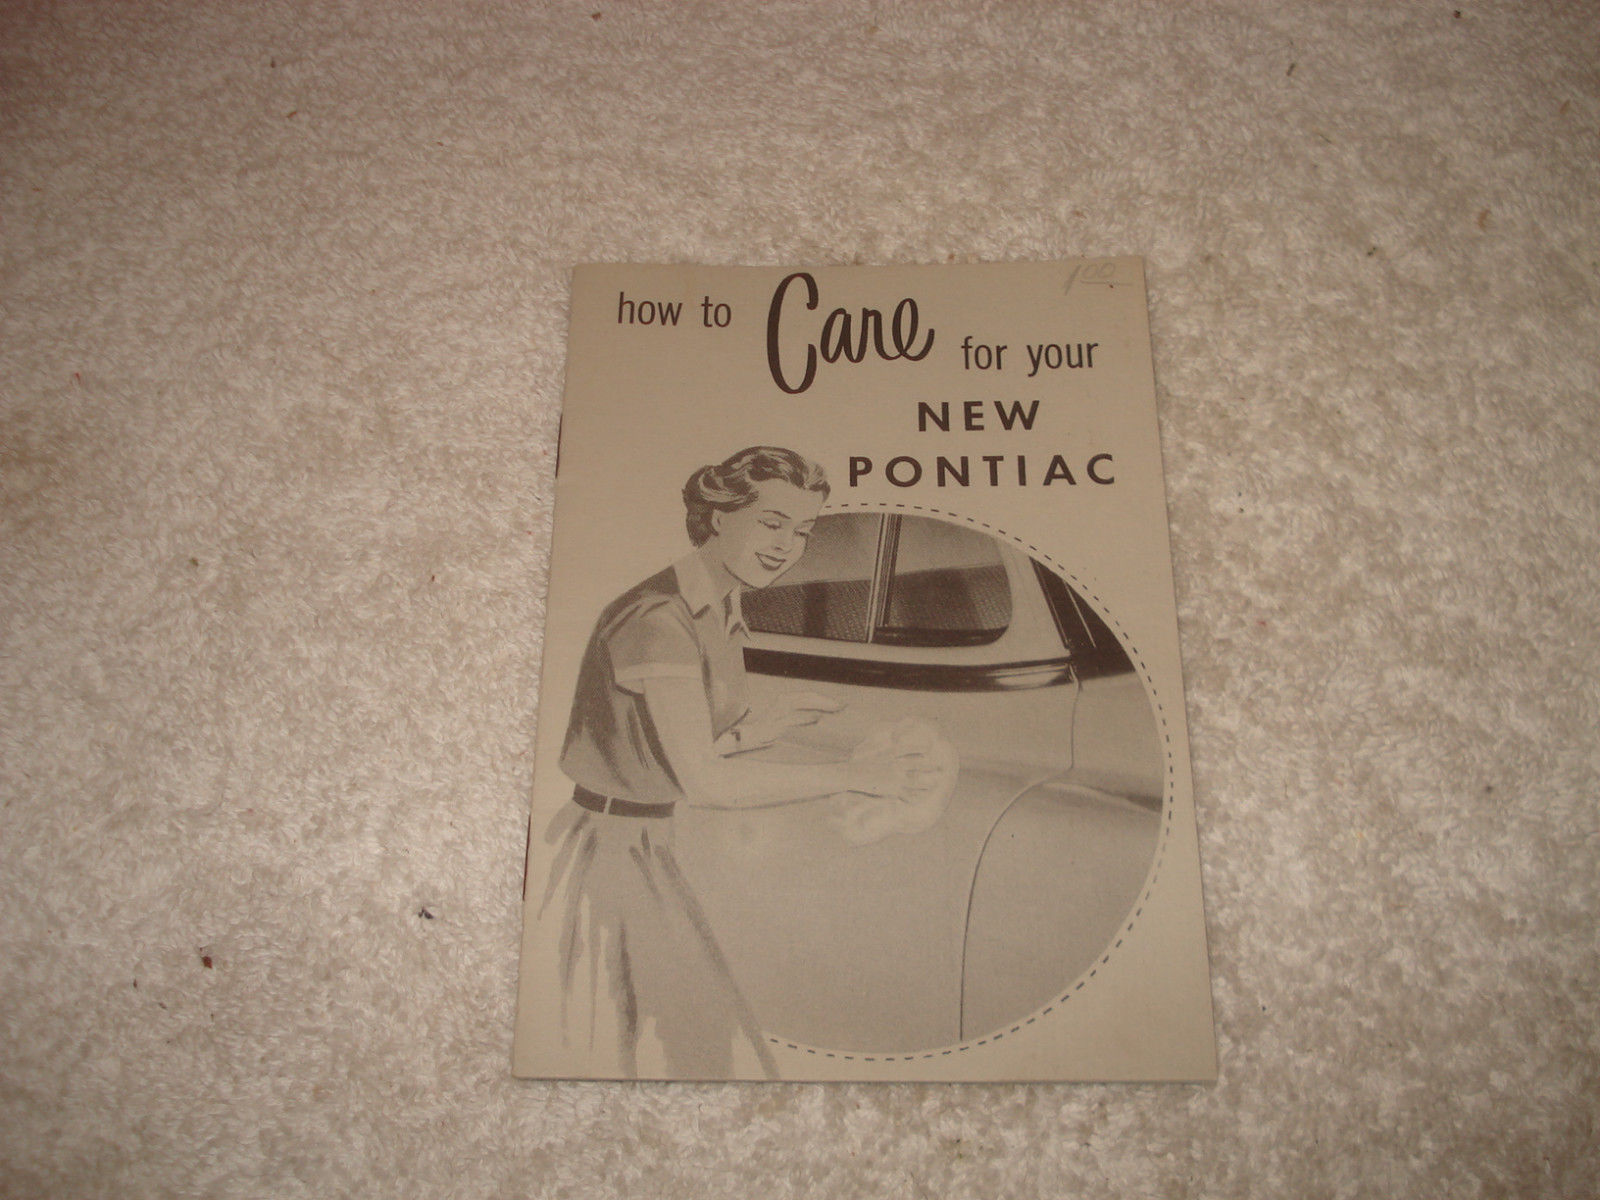 1.00
how to Care for your
NEW
PONTIAC